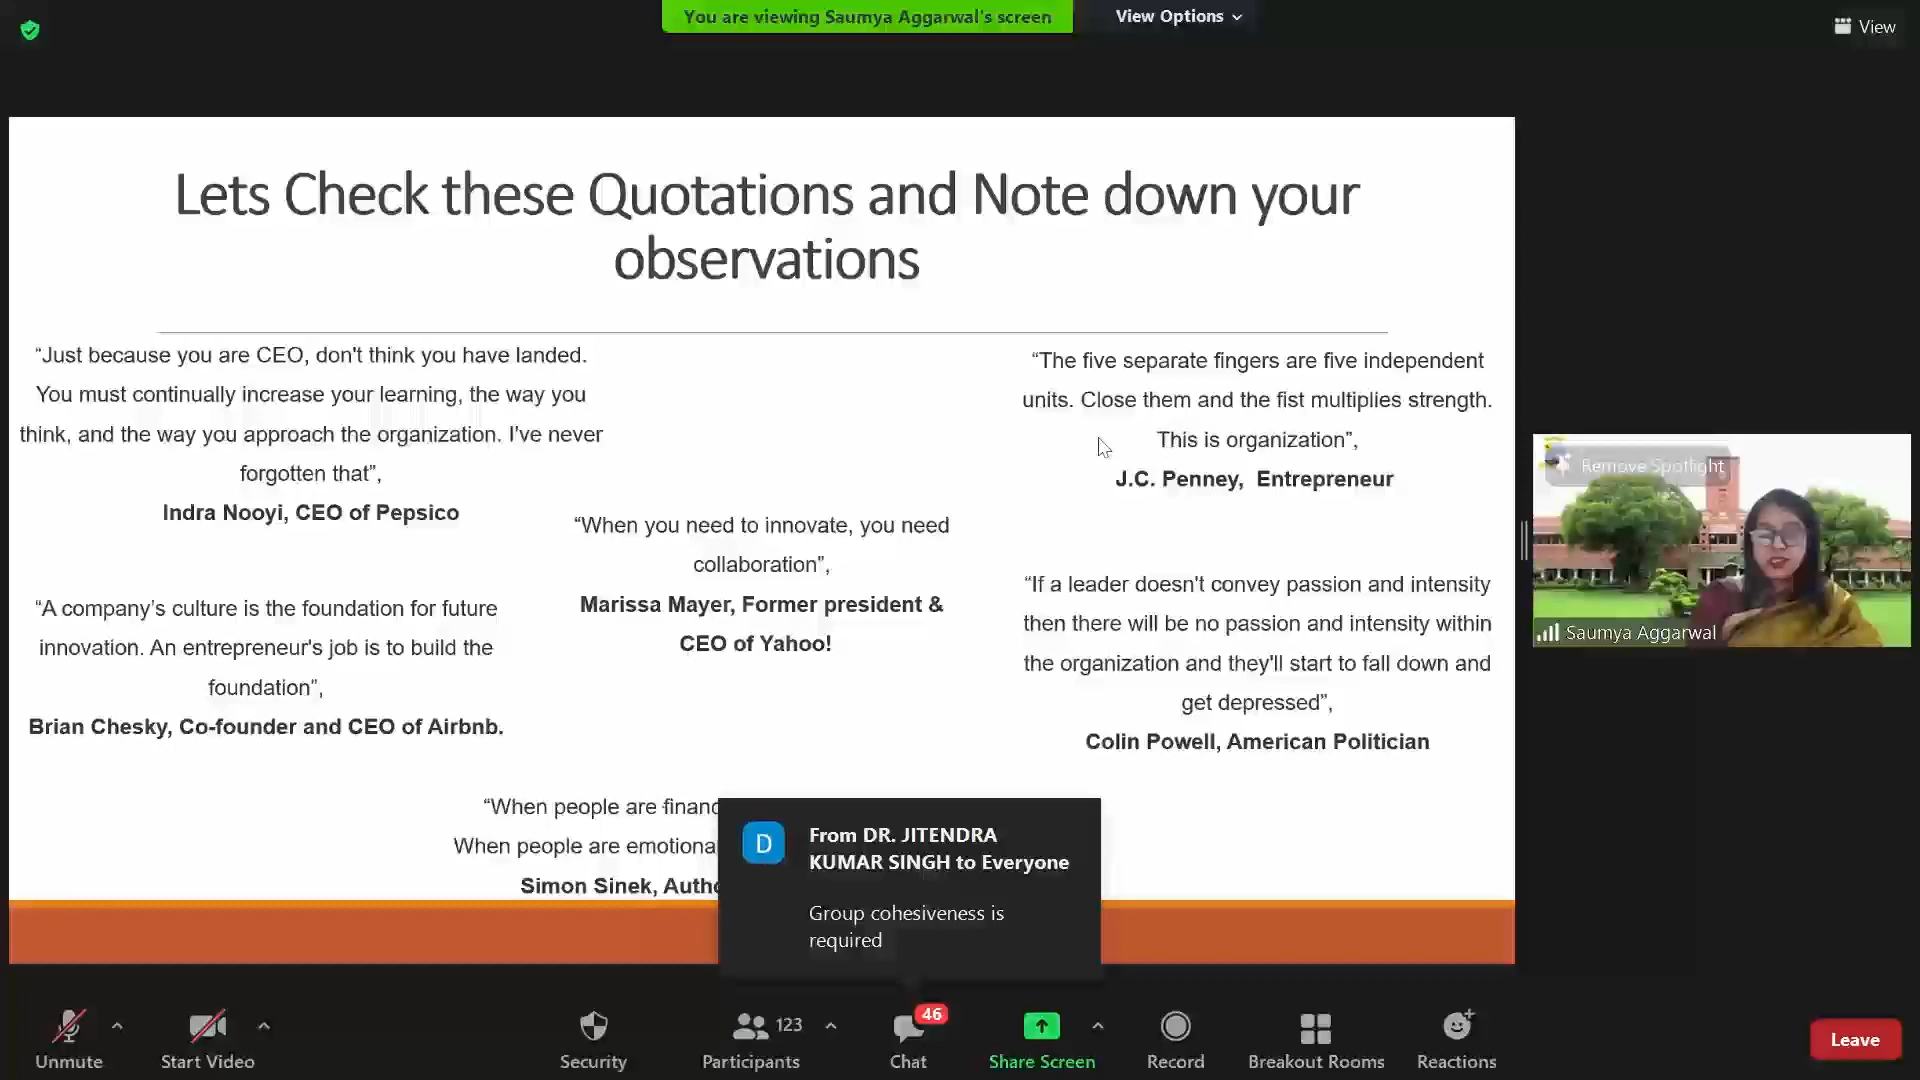 You are viewing Saumya Aggarwal's screen
View Options
View
Lets Check these Quotations and Note down your
observations
“Just because you are CEO, don't think you have landed.
You must continually increase your learning, the way you
think, and the way you approach the organization. I've never
forgotten that”,
Indra Nooyi, CEO of Pepsico
“A company’s culture is the foundation for future
innovation. An entrepreneur's job is to build the
foundation”,
Brian Chesky, Co-founder and CEO of Airbnb.
“When you need to innovate, you need
collaboration”,
Marissa Mayer, Former president &
CEO of Yahoo!
“The five separate fingers are five independent
units. Close them and the fist multiplies strength.
This is organization”,
J.C. Penney, Entrepreneur
“If a leader doesn't convey passion and intensity
then there will be no passion and intensity within
the organization and they'll start to fall down and
get depressed”,
Colin Powell, American Politician
“When people are
When people are
Simon Sinek,
D
From DR. JITENDRA
KUMAR SINGH to Everyone
Group cohesiveness is
required
Remove Spotlight
Saumya Aggarwal
Unmute
Start Video
Security
Participants
123
Chat
46
Share Screen
Record
Breakout Rooms
Reactions
Leave